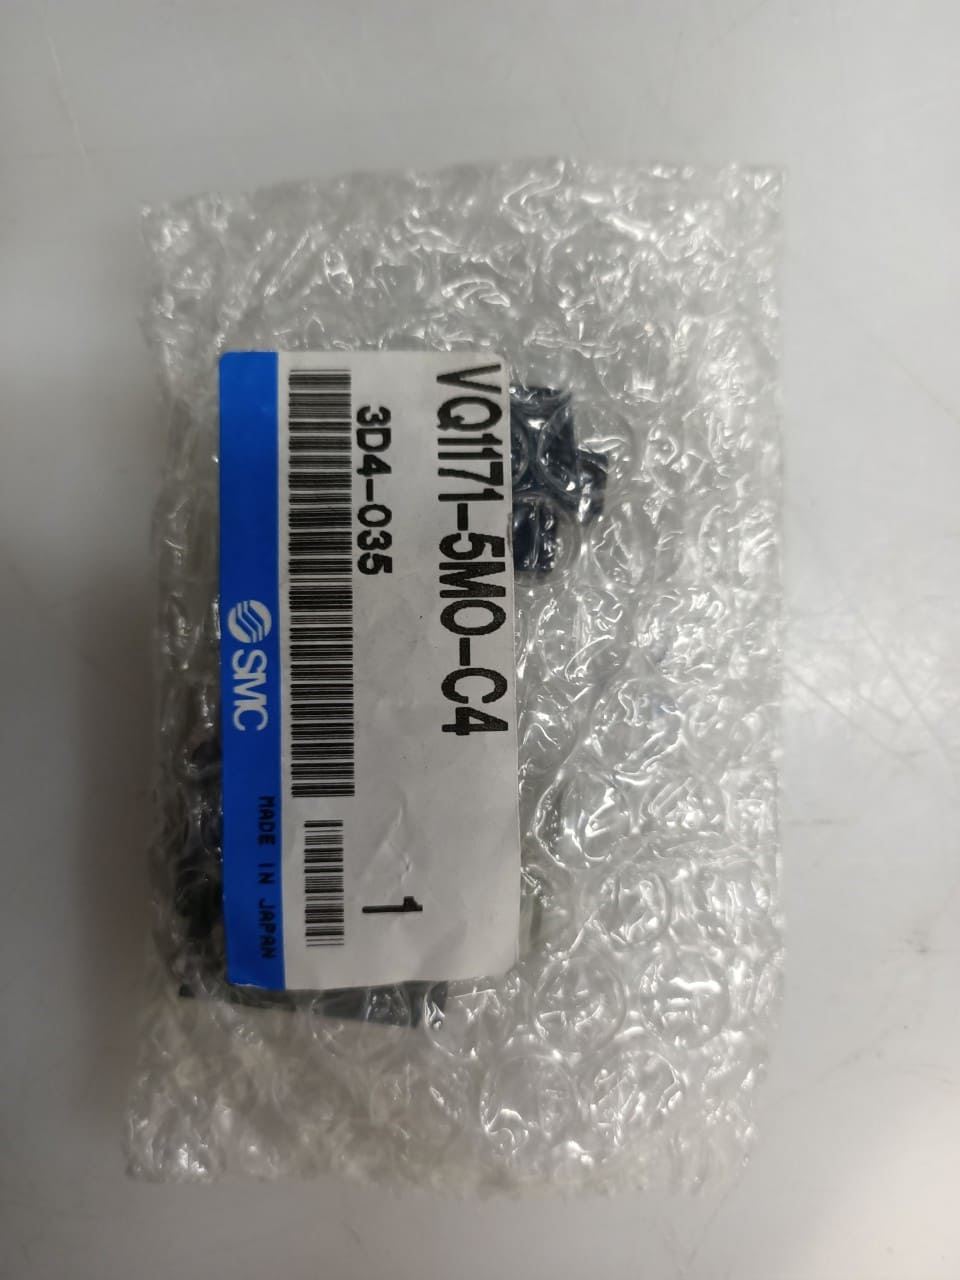 VQ1171-5MO-C4
3D4-035
1
SMC
MADE IN JAPAN